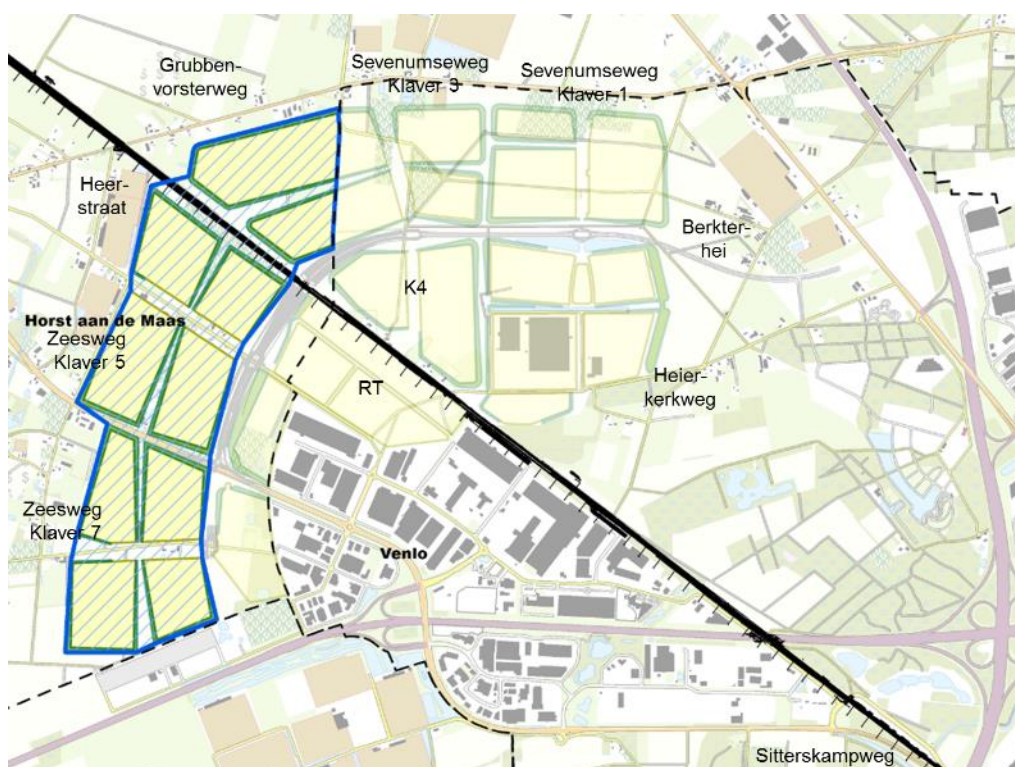 Grubben-
vorsterweg
Sevenumseweg
Klaver 3
Sevenumseweg
Klaver 1
Heer-
straat
Berkter-
hei
K4
Horst aan de Maas
Zeesweg
Klaver 5
RT
Heier-
kerkweg
Zeesweg
Klaver 7
Venlo
Sitterskampweg